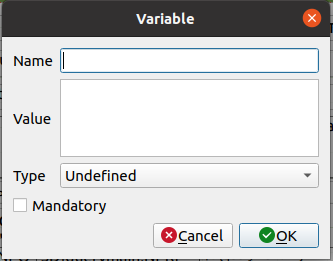 Variable
Name
Value
Type Undefined
Mandatory
Cancel OK